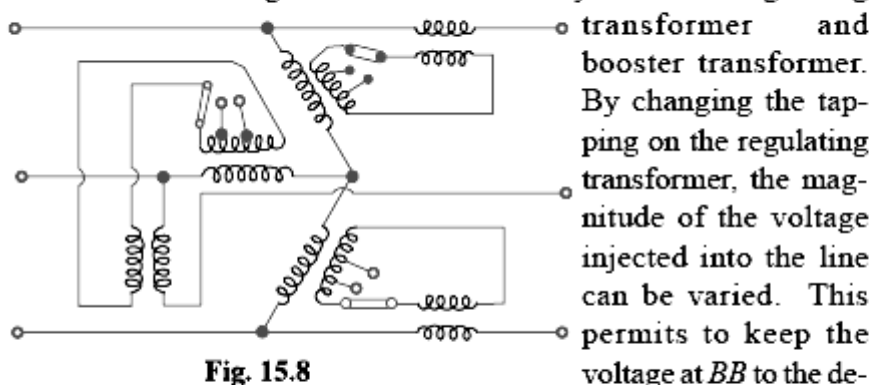 transformer and
booster transformer.
By changing the tap-
ping on the regulating
transformer, the mag-
nitude of the voltage
injected into the line
can be varied. This
permits to keep the
voltage at BB to the de-
Fig. 15.8